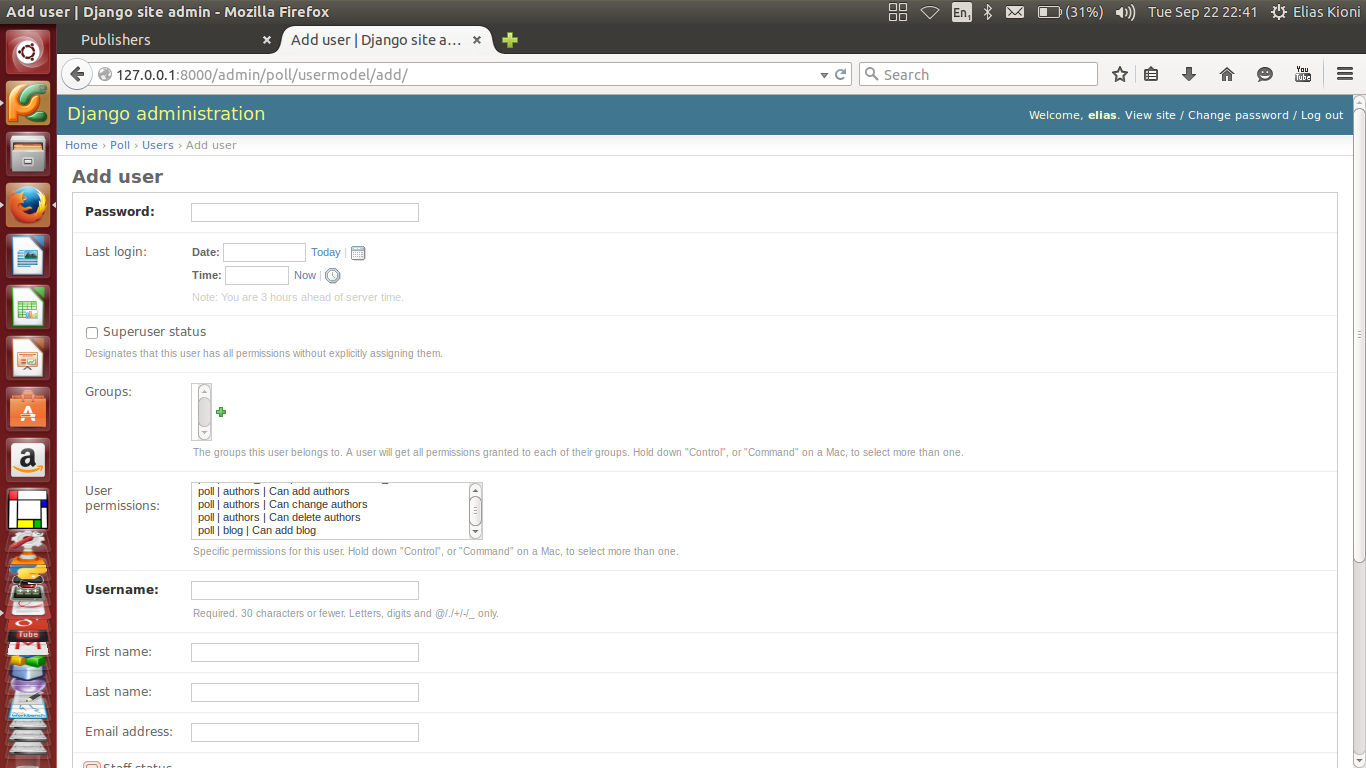 Add user | Django site admin - Mozilla Firefox
En1 (31%) Tue Sep 22 22:41 Elias Kioni
Publishers × Add user | Django site a... ×
127.0.0.1:8000/admin/poll/usermodel/add/ Search You Tube
Django administration
Welcome, elias. View site / Change password / Log out
Home › Poll › Users › Add user
Add user
Password:
Last login:
Date: Today |
Time: Now |
Note: You are 3 hours ahead of server time.
Superuser status
Designates that this user has all permissions without explicitly assigning them.
Groups:
The groups this user belongs to. A user will get all permissions granted to each of their groups. Hold down "Control", or "Command" on a Mac, to select more than one.
User permissions:
poll | authors | Can add authors
poll | authors | Can change authors
poll | authors | Can delete authors
poll | blog | Can add blog
Specific permissions for this user. Hold down "Control", or "Command" on a Mac, to select more than one.
Username:
Required. 30 characters or fewer. Letters, digits and @/./+/-/_ only.
First name:
Last name:
Email address:
Staff status
Tube